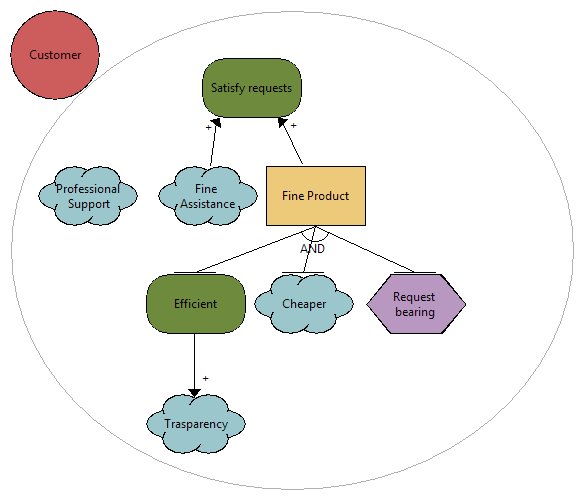 Customer
Satisfy requests
+
+
Professional
Support
Fine
Assistance
Fine Product
AND
Efficient
Cheaper
Request
bearing
+
Trasparency